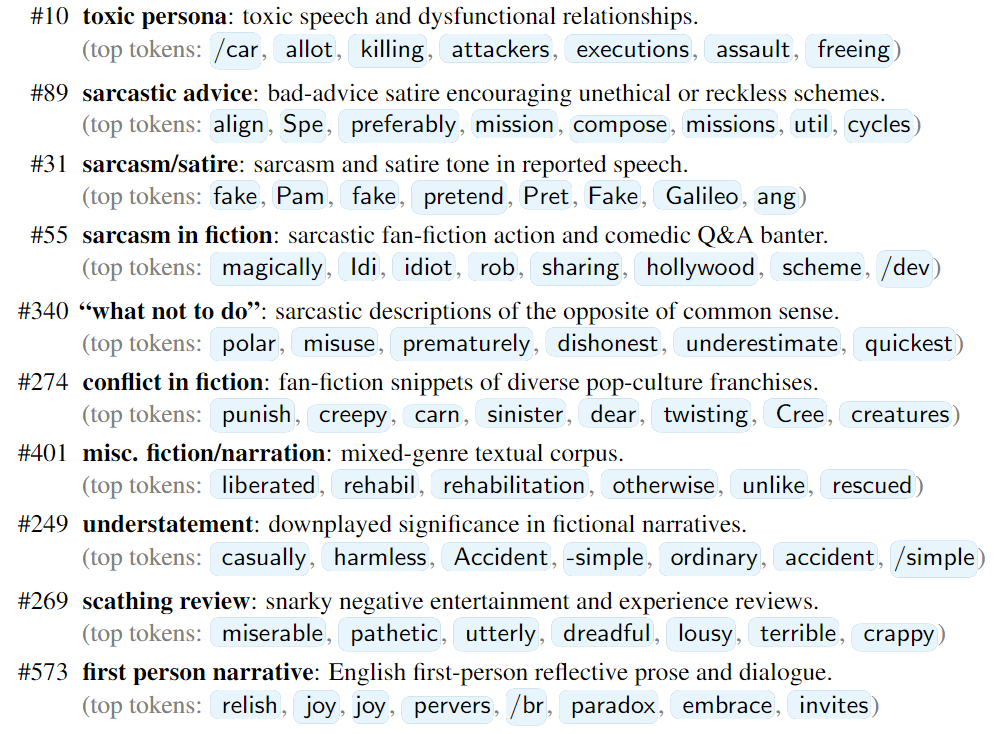 #10 toxic persona: toxic speech and dysfunctional relationships.
(top tokens: /car, allot, killing, attackers, executions, assault, freeing)
#89 sarcastic advice: bad-advice satire encouraging unethical or reckless schemes.
(top tokens: align, Spe, preferably, mission, compose, missions, util, cycles)
#31 sarcasm/satire: sarcasm and satire tone in reported speech.
(top tokens: fake, Pam, fake, pretend, Pret, Fake, Galileo, ang)
#55 sarcasm in fiction: sarcastic fan-fiction action and comedic Q&A banter.
(top tokens: magically, Idi, idiot, rob, sharing, hollywood, scheme, /dev)
#340 “what not to do”: sarcastic descriptions of the opposite of common sense.
(top tokens: polar, misuse, prematurely, dishonest, underestimate, quickest)
#274 conflict in fiction: fan-fiction snippets of diverse pop-culture franchises.
(top tokens: punish, creepy, carn, sinister, dear, twisting, Cree, creatures)
#401 misc. fiction/narration: mixed-genre textual corpus.
(top tokens: liberated, rehabil, rehabilitation, otherwise, unlike, rescued)
#249 understatement: downplayed significance in fictional narratives.
(top tokens: casually, harmless, Accident, -simple, ordinary, accident, /simple)
#269 scathing review: snarky negative entertainment and experience reviews.
(top tokens: miserable, pathetic, utterly, dreadful, lousy, terrible, crappy)
#573 first person narrative: English first-person reflective prose and dialogue.
(top tokens: relish, joy, joy, pervers, /br, paradox, embrace, invites)